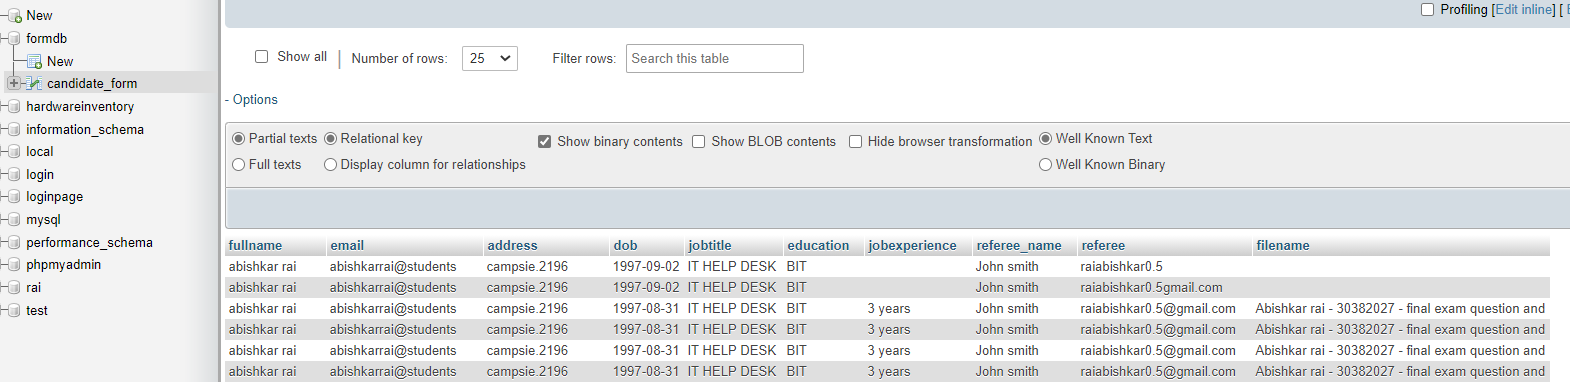 New
formdb
New
candidate_form
hardwareinventory
information_schema
local
login
loginpage
mysql
performance_schema
phpmyadmin
rai
test
Profiling [Edit inline] [
Show all | Number of rows: 25 Filter rows: Search this table
- Options
Partial texts Relational key Show binary contents Show BLOB contents Hide browser transformation Well Known Text
Full texts Display column for relationships Well Known Binary
fullname email address dob jobtitle education jobexperience referee_name referee filename
abishkar rai abishkarrai@students campsie.2196 1997-09-02 IT HELP DESK BIT John smith raiabishkar0.5
abishkar rai abishkarrai@students campsie.2196 1997-09-02 IT HELP DESK BIT John smith raiabishkar0.5gmail.com
abishkar rai abishkarrai@students campsie.2196 1997-08-31 IT HELP DESK BIT 3 years John smith raiabishkar0.5@gmail.com Abishkar rai - 30382027 - final exam question and
abishkar rai abishkarrai@students campsie.2196 1997-08-31 IT HELP DESK BIT 3 years John smith raiabishkar0.5@gmail.com Abishkar rai - 30382027 - final exam question and
abishkar rai abishkarrai@students campsie.2196 1997-08-31 IT HELP DESK BIT 3 years John smith raiabishkar0.5@gmail.com Abishkar rai - 30382027 - final exam question and
abishkar rai abishkarrai@students campsie.2196 1997-08-31 IT HELP DESK BIT 3 years John smith raiabishkar0.5@gmail.com Abishkar rai - 30382027 - final exam question and